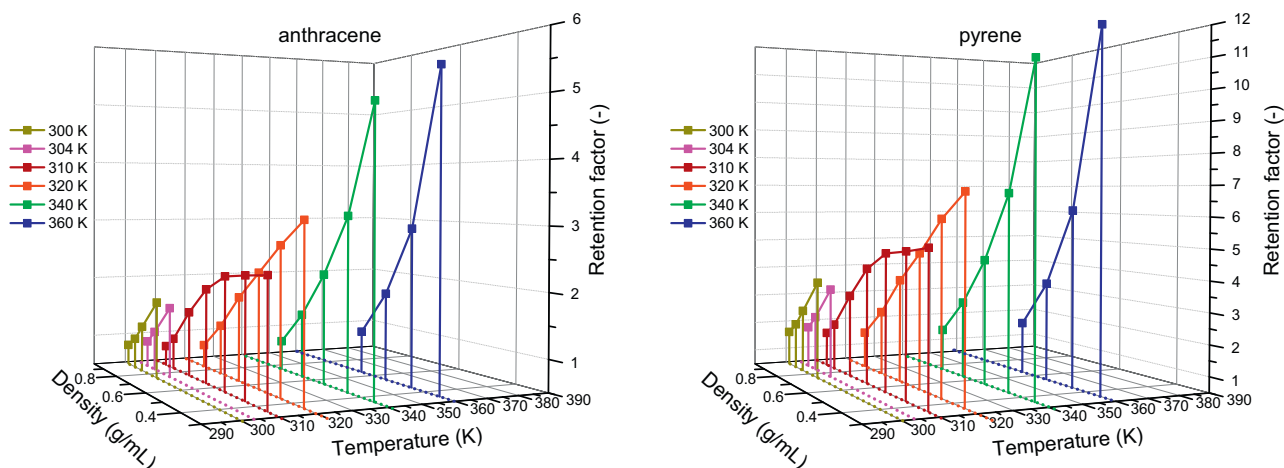 anthracene
300 K
304 K
310 K
320 K
340 K
360 K
6
5
4
3
2
1
Retention factor (-)
0.8
0.6
0.4
Density (g/mL)
290
300
310
320
330
340
350
360
370
380
390
Temperature (K)
pyrene
300 K
304 K
310 K
320 K
340 K
360 K
12
11
10
9
8
7
6
5
4
3
2
1
Retention factor (-)
0.8
0.6
0.4
Density (g/mL)
290
300
310
320
330
340
350
360
370
380
390
Temperature (K)